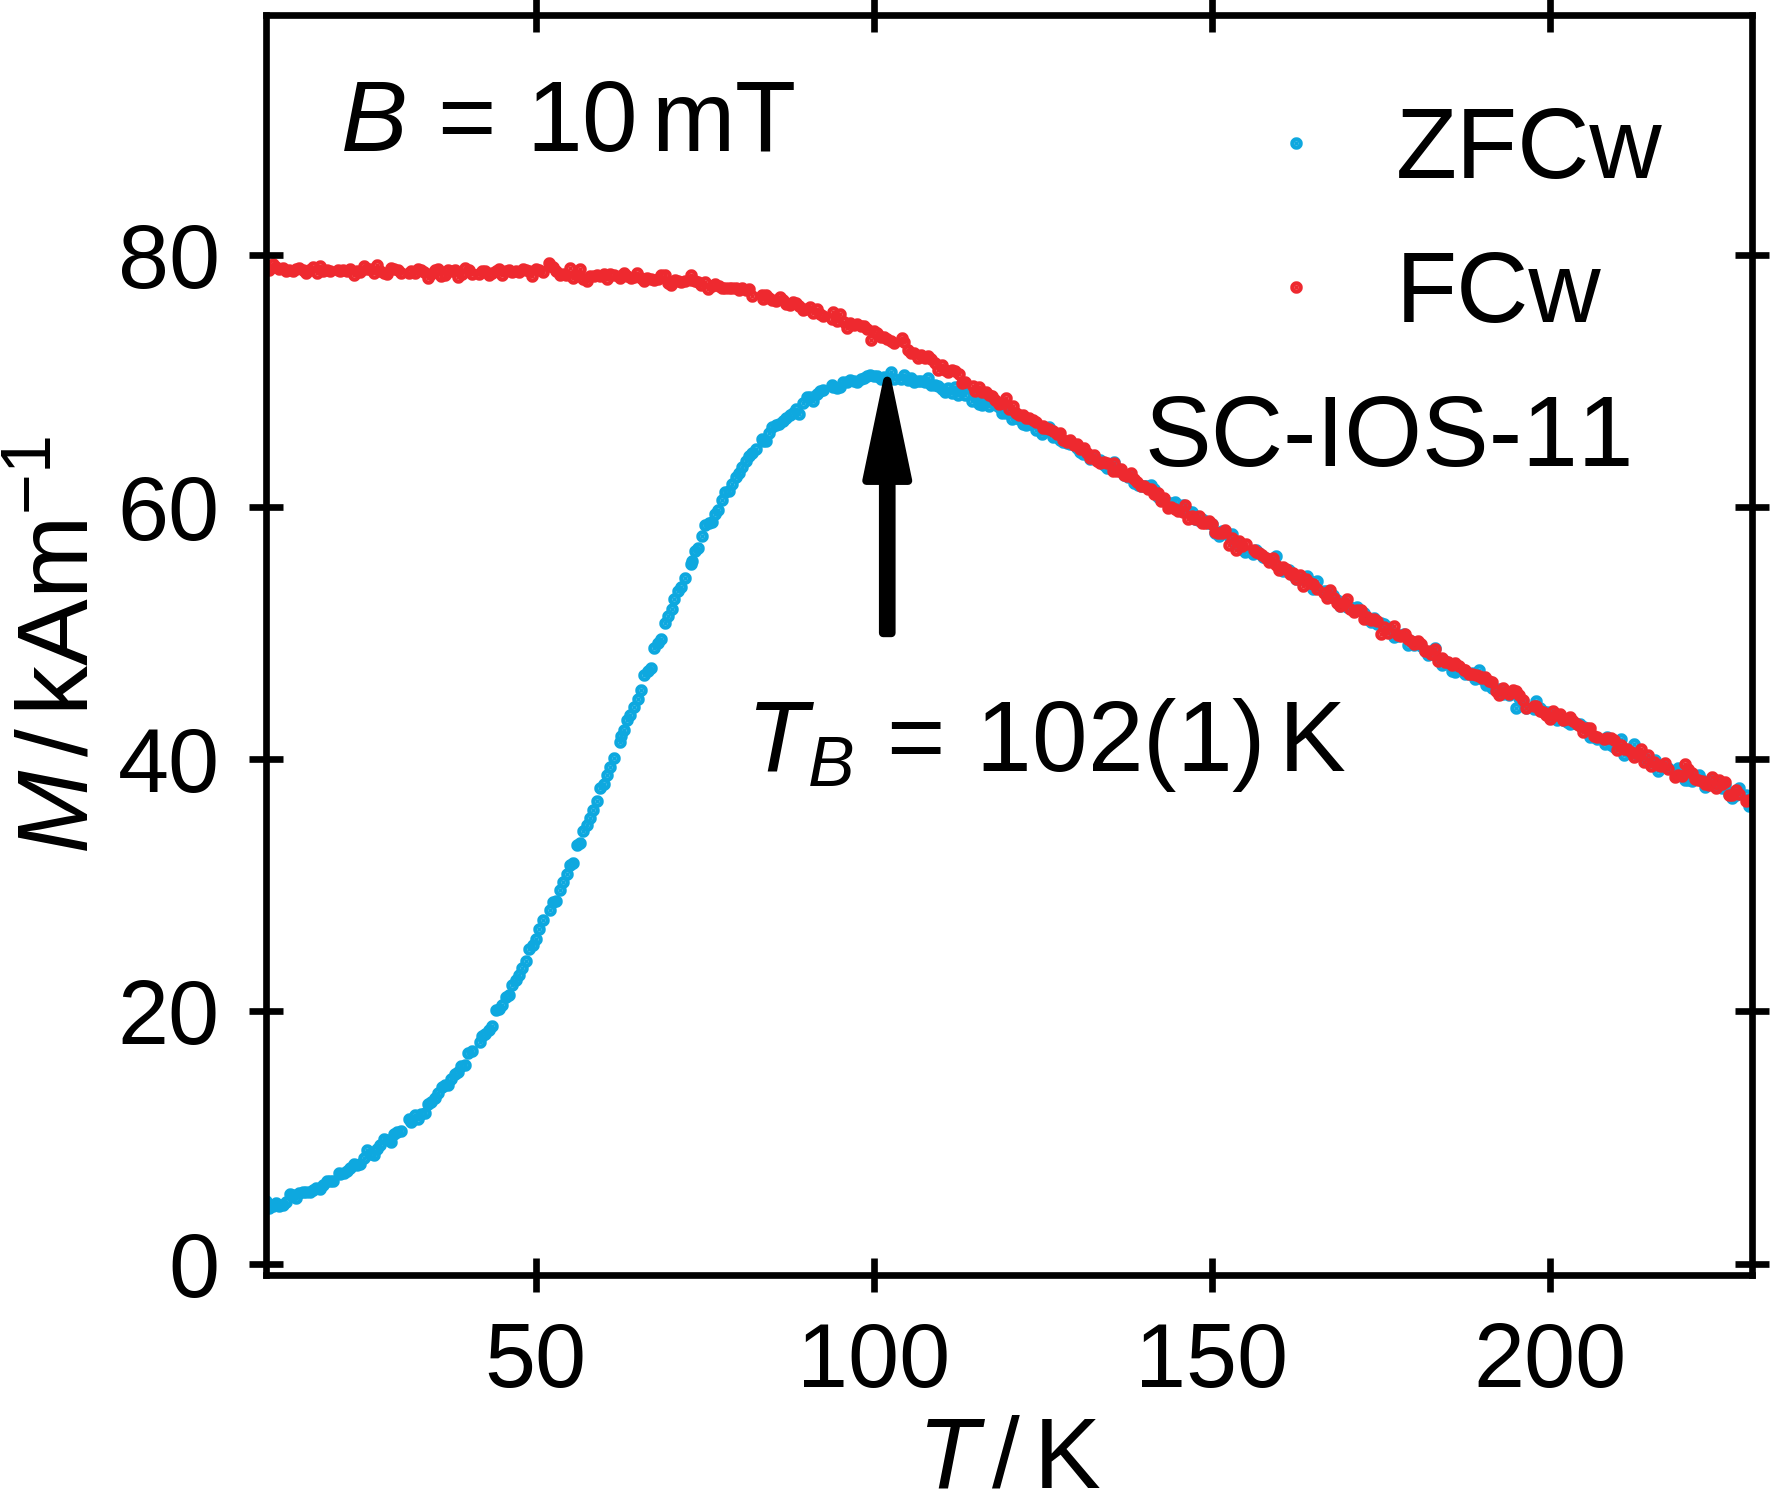 B = 10 mT
ZFCw
FCw
SC-IOS-11
T_B = 102(1) K
M / kAm⁻¹
80
60
40
20
0
50 100 150 200
T / K